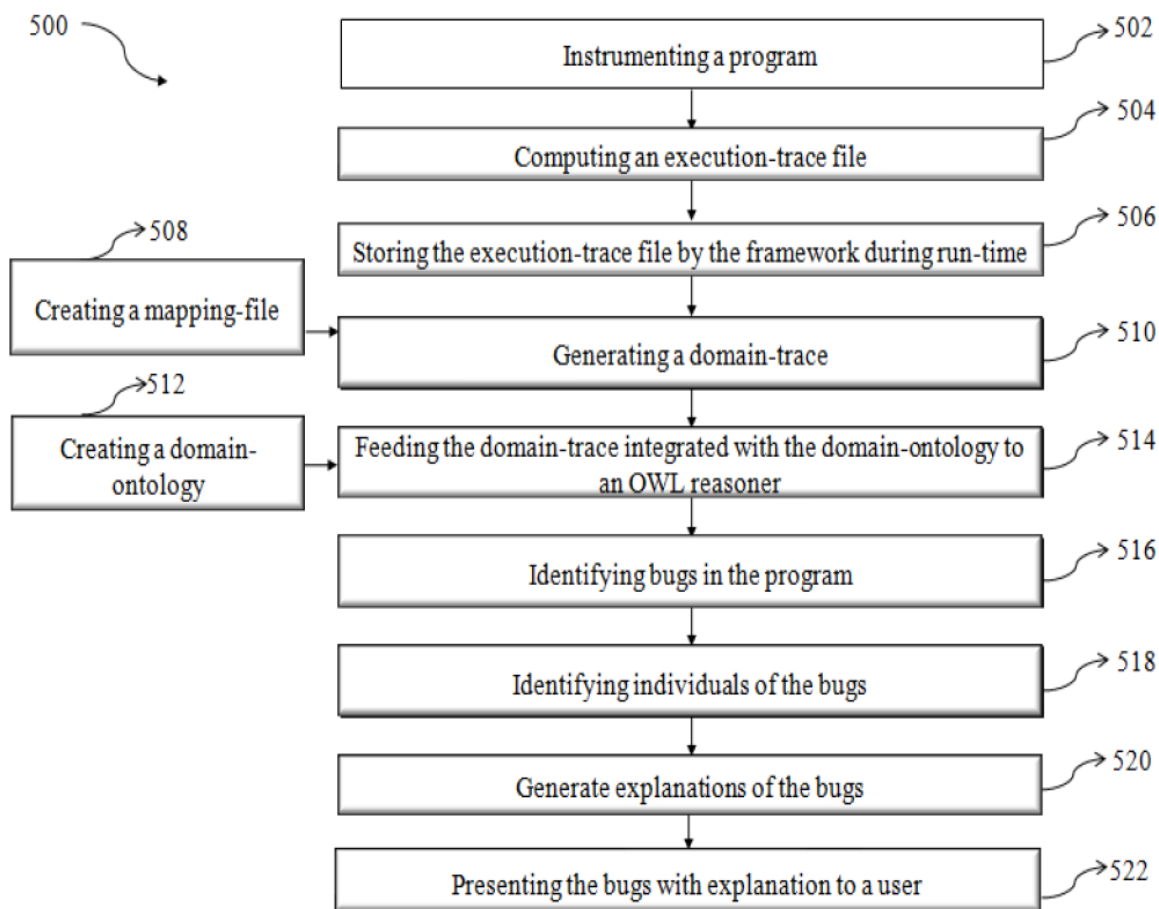 500
502
Instrumenting a program
504
Computing an execution-trace file
506
Storing the execution-trace file by the framework during run-time
508
Creating a mapping-file
510
Generating a domain-trace
512
Creating a domain-
ontology
514
Feeding the domain-trace integrated with the domain-ontology to
an OWL reasoner
516
Identifying bugs in the program
518
Identifying individuals of the bugs
520
Generate explanations of the bugs
522
Presenting the bugs with explanation to a user